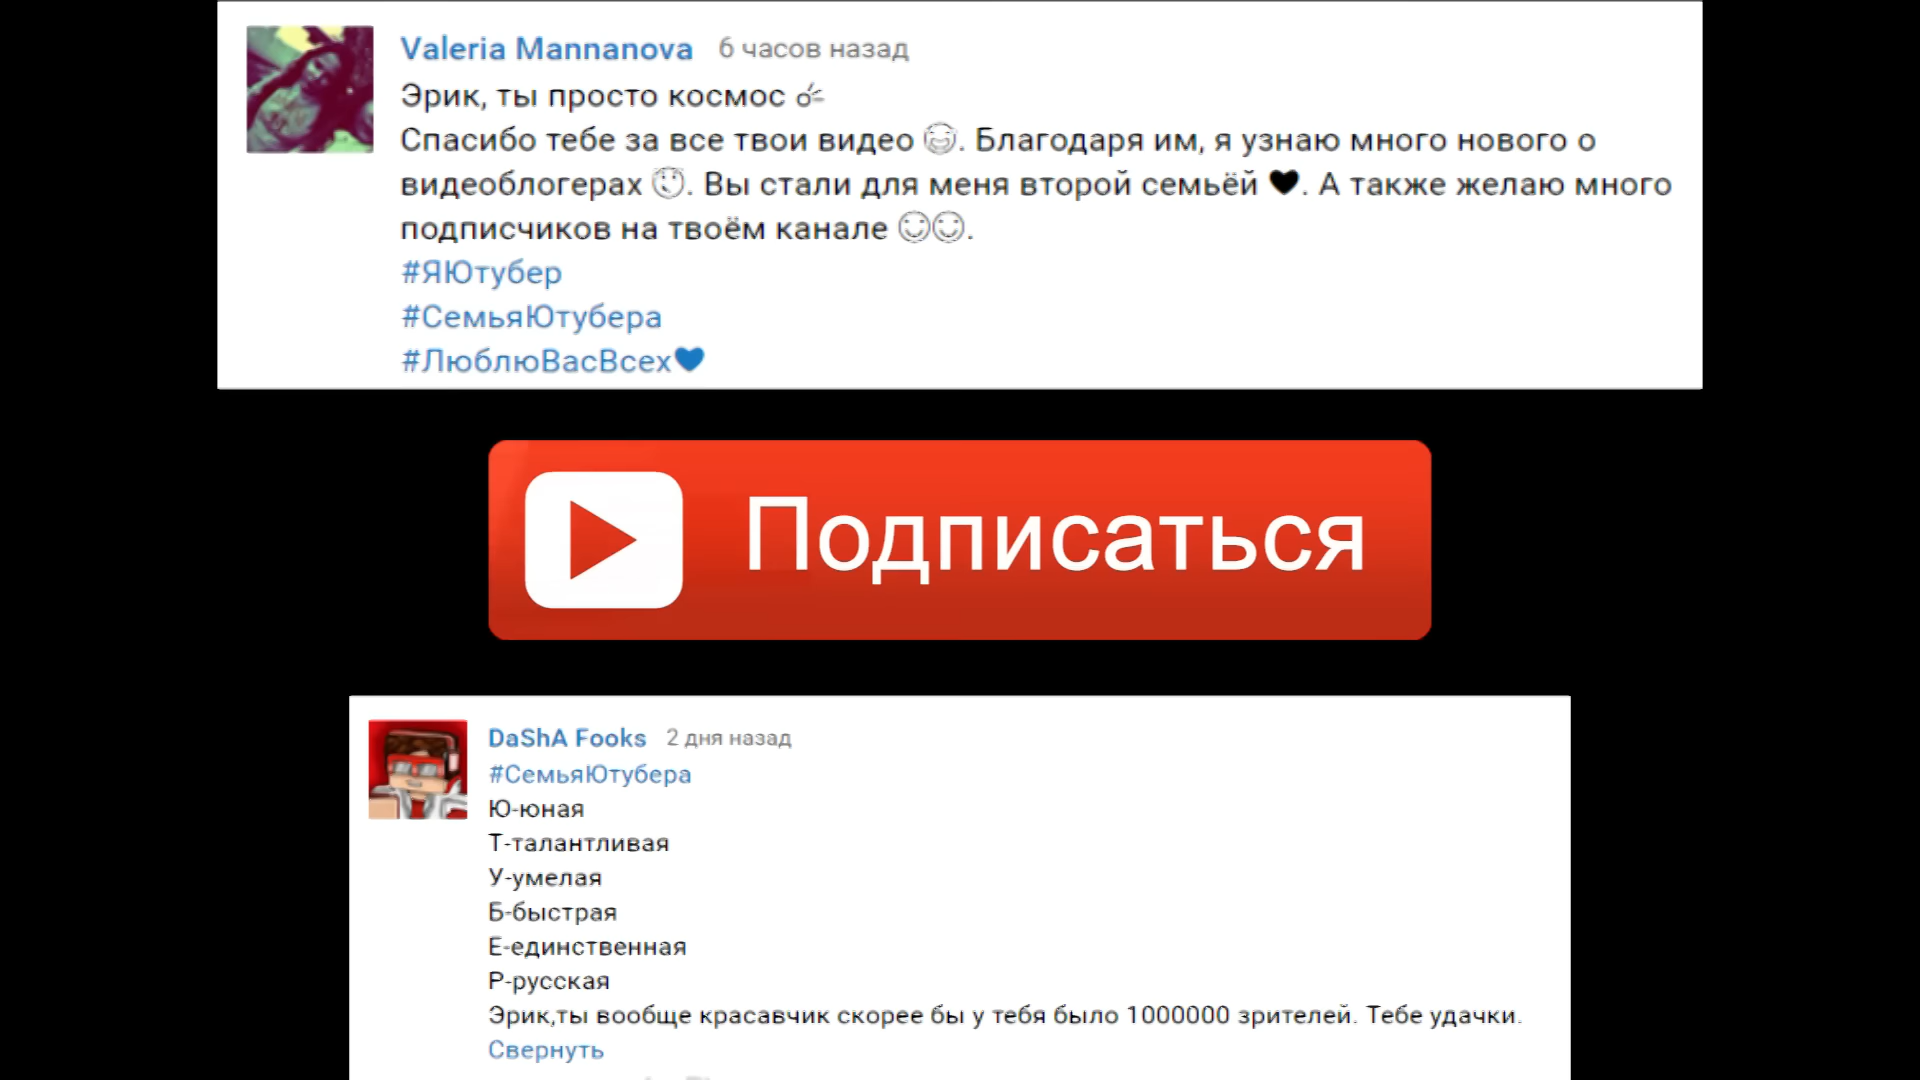 Valeria Mannanova 6 часов назад
Эрик, ты просто космос
Спасибо тебе за все твои видео 😄. Благодаря им, я узнаю много нового о
видеоблогерах 😉. Вы стали для меня второй семьёй ♥. А также желаю много
подписчиков на твоём канале ☺☺.
#ЯЮтубер
#СемьяЮтубера
#ЛюблюВасВсех♥
Подписаться
DaShA Fooks 2 дня назад
#СемьяЮтубера
Ю-юная
Т-талантливая
У-умелая
Б-быстрая
Е-единственная
Р-русская
Эрик,ты вообще красавчик скорее бы у тебя было 1000000 зрителей. Тебе удачки.
Свернуть